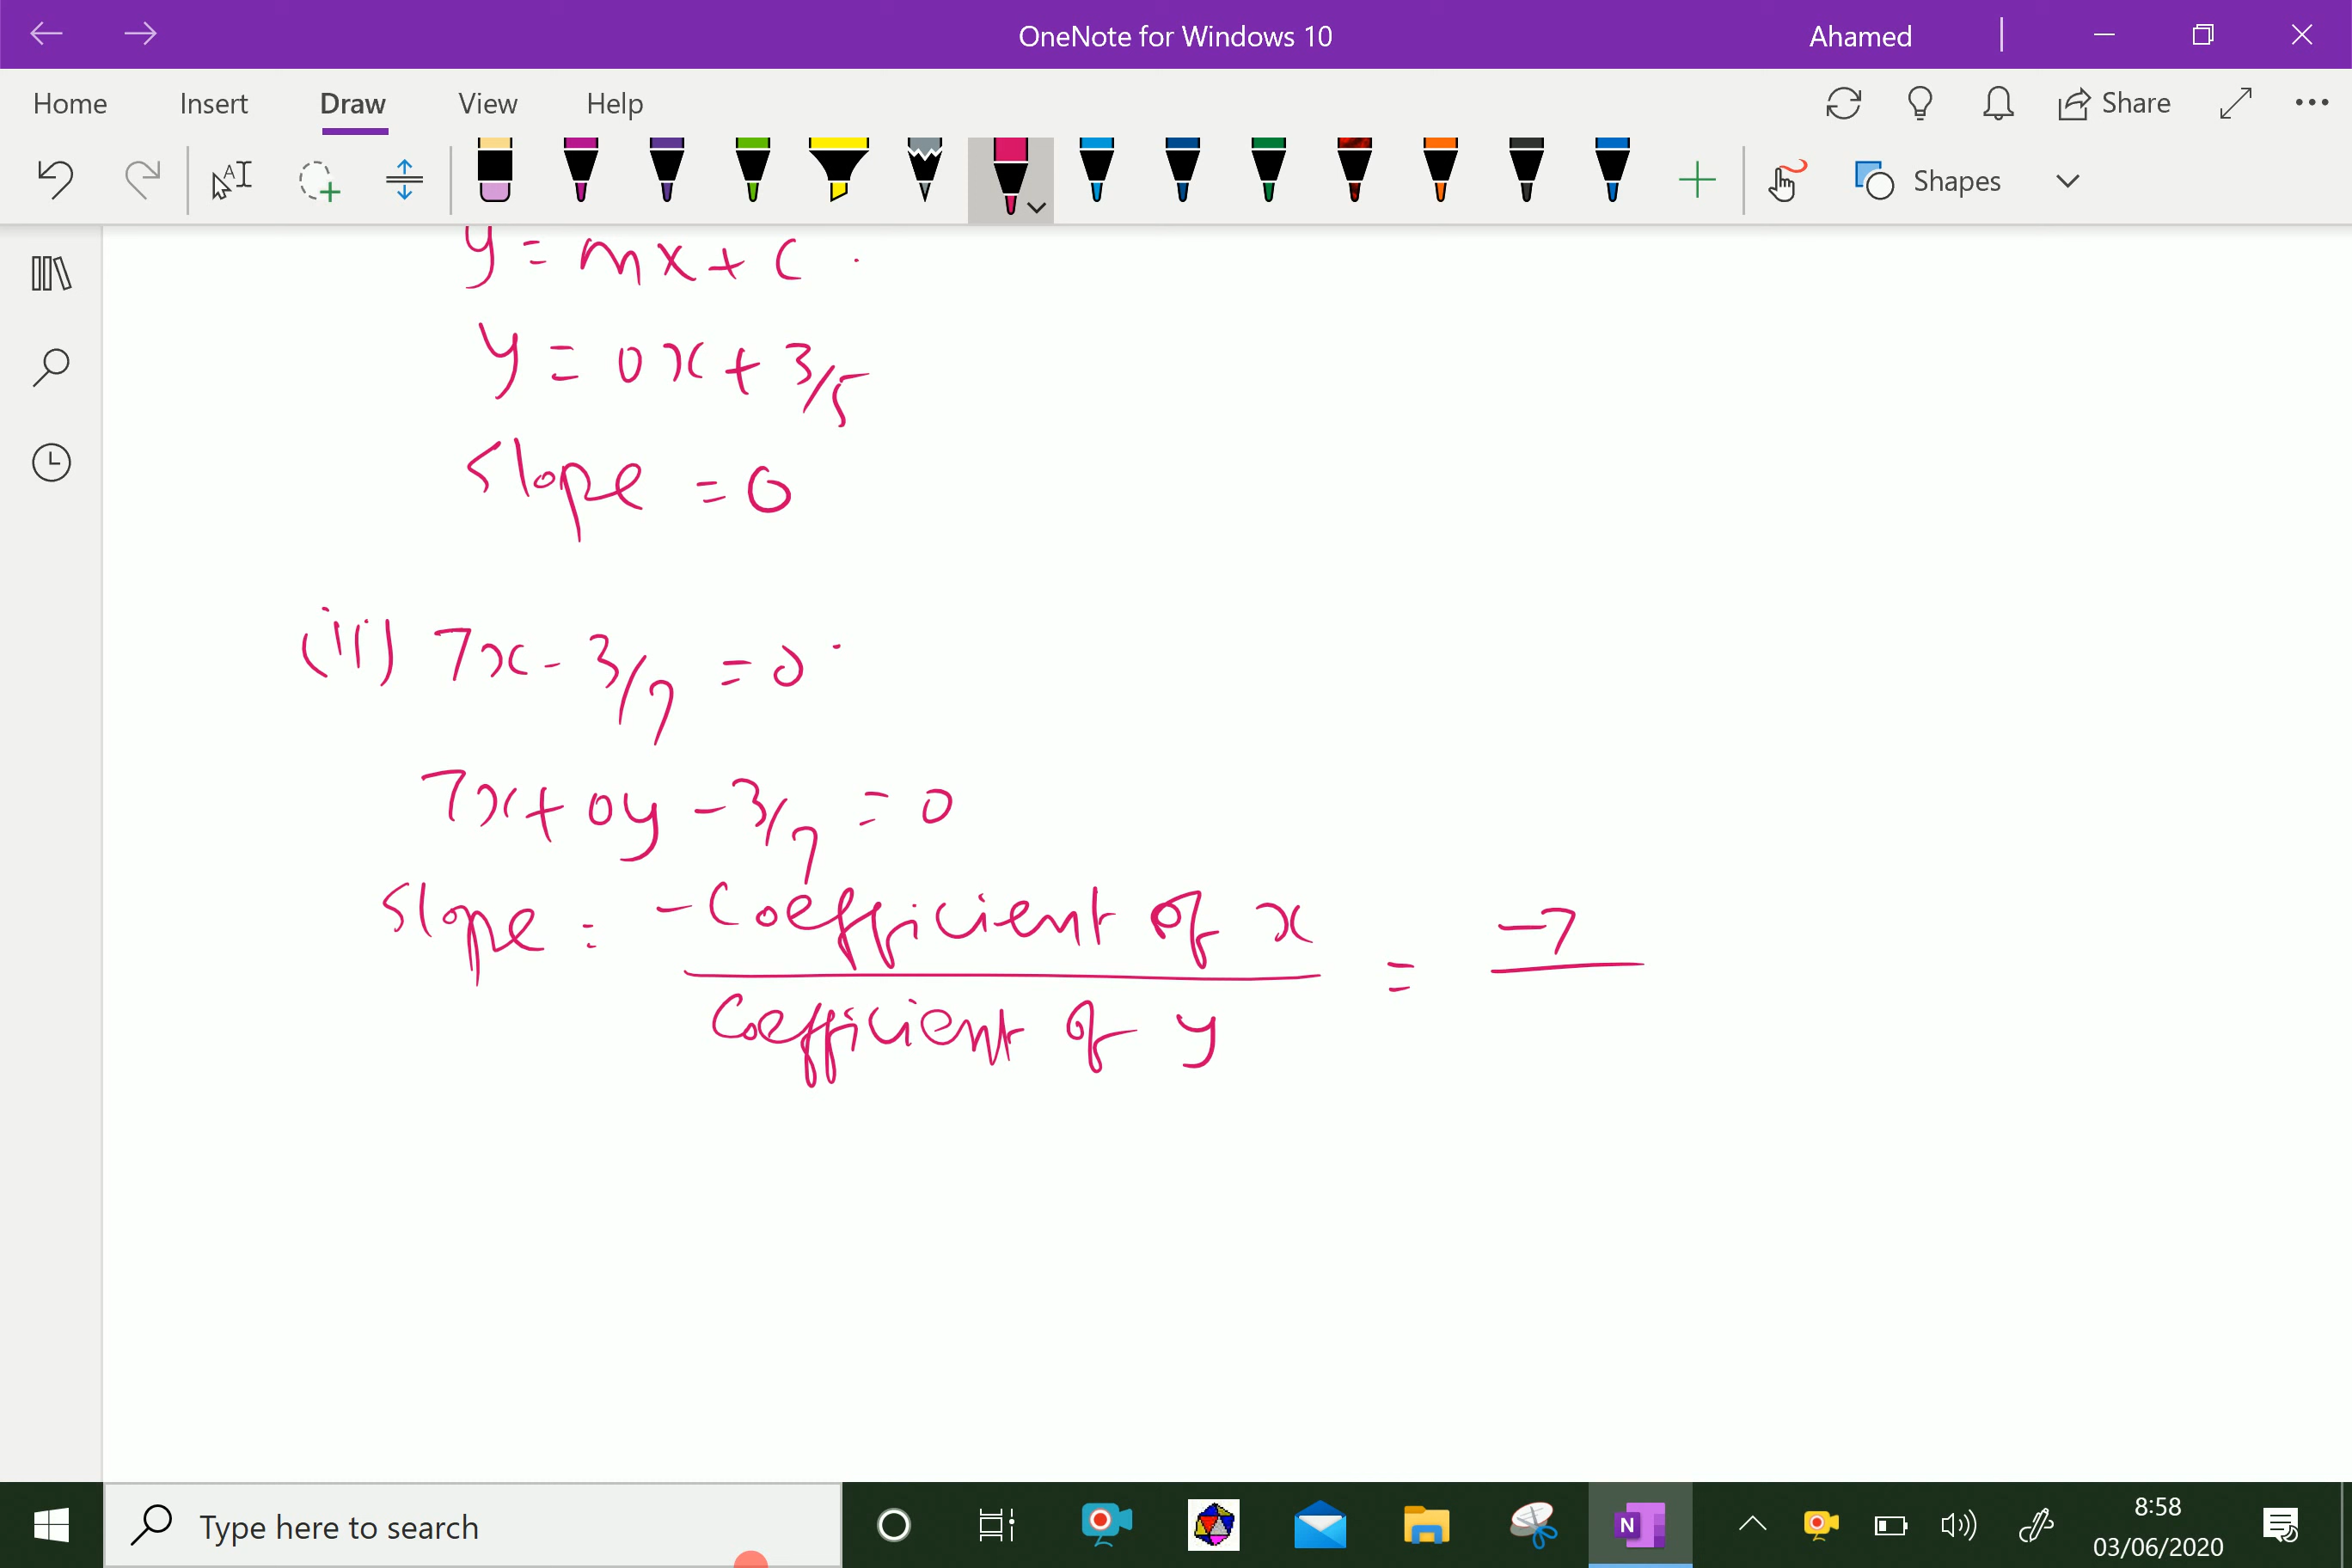 OneNote for Windows 10
Ahamed
Home Insert Draw View Help
Share
Shapes
y = mx + c .
y = 0x + 3/5
slope = 0
(ii) 7x - 3/7 = 0
7x + 0y - 3/7 = 0
slope = -Coefficient of x / Coefficient of y = -7
Type here to search
N
8:58
03/06/2020